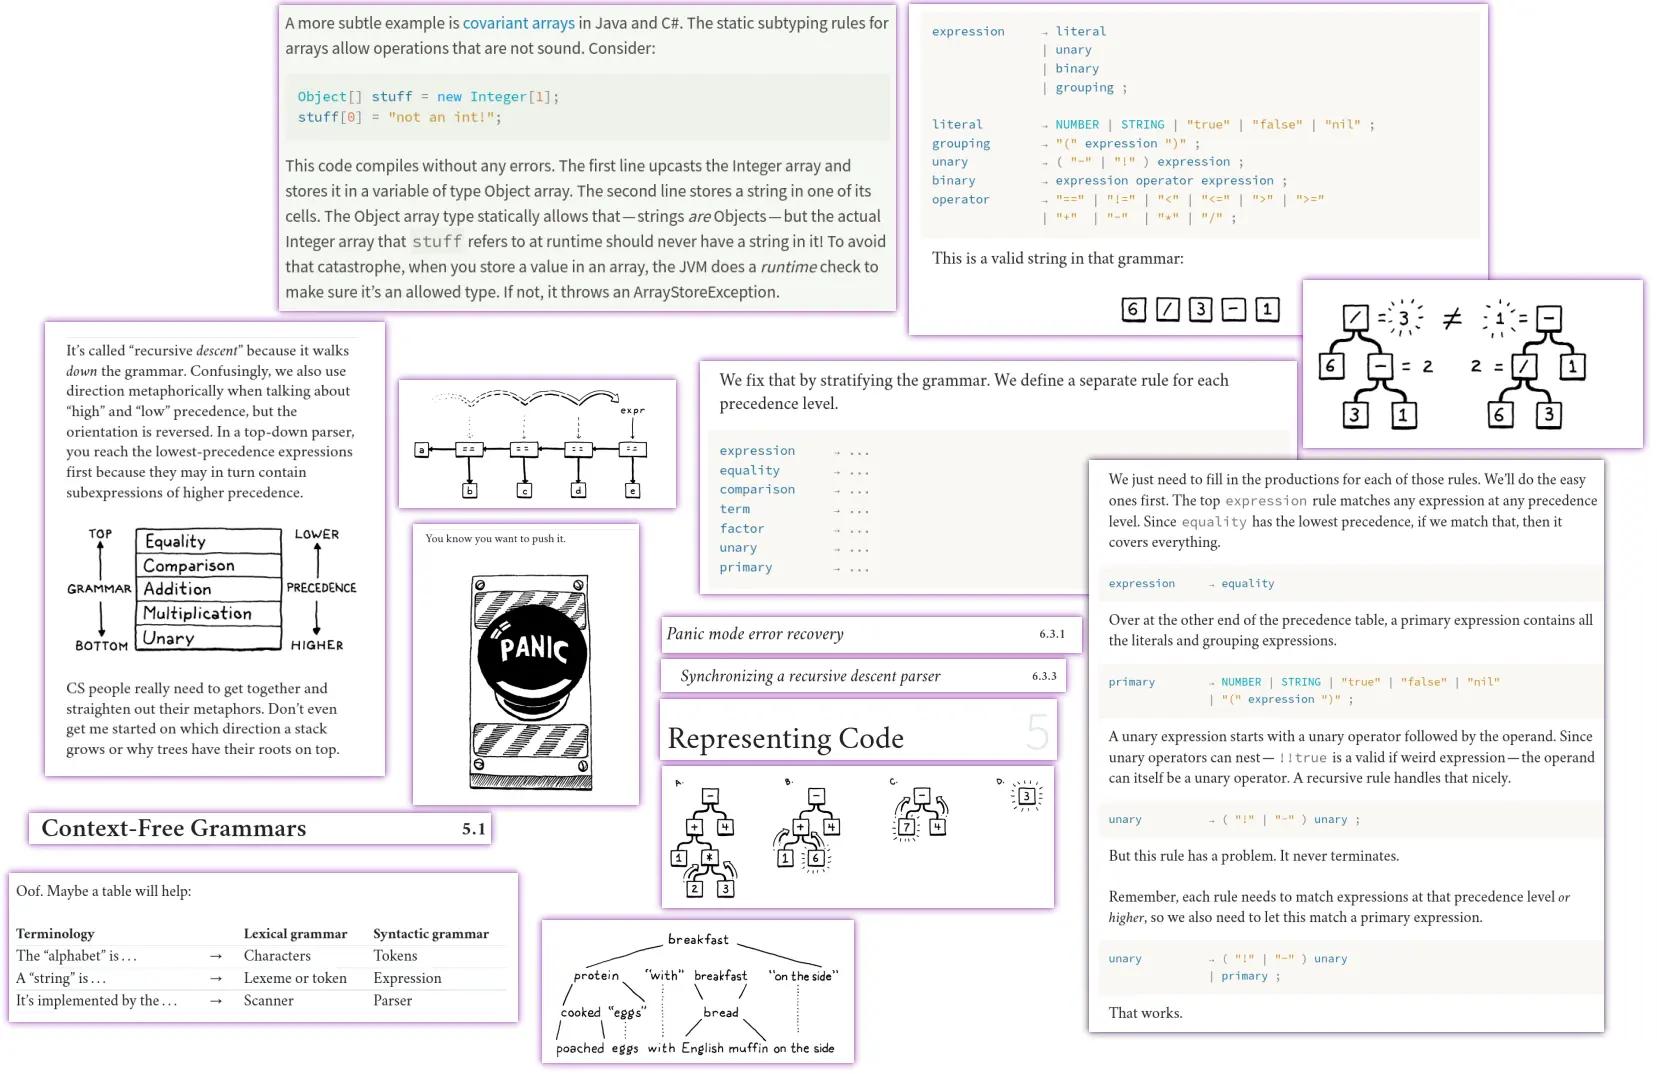 A more subtle example is covariant arrays in Java and C#. The static subtyping rules for
arrays allow operations that are not sound. Consider:
Object[] stuff = new Integer[1];
stuff[0] = "not an int!";
This code compiles without any errors. The first line upcasts the Integer array and
stores it in a variable of type Object array. The second line stores a string in one of its
cells. The Object array type statically allows that—strings are Objects—but the actual
Integer array that stuff refers to at runtime should never have a string in it! To avoid
that catastrophe, when you store a value in an array, the JVM does a runtime check to
make sure it's an allowed type. If not, it throws an ArrayStoreException.
expression → literal
| unary
| binary
| grouping ;
literal → NUMBER | STRING | "true" | "false" | "nil" ;
grouping → "(" expression ")" ;
unary → ( "-" | "!" ) expression ;
binary → expression operator expression ;
operator → "==" | "!=" | "<" | "<=" | ">" | ">="
| "+" | "-" | "*" | "/" ;
This is a valid string in that grammar:
6 / 3 - 1
/ = 3 ≠ 1 = -
6 - = 2 2 = / 1
3 1 6 3
It's called “recursive descent” because it walks
down the grammar. Confusingly, we also use
direction metaphorically when talking about
“high” and “low” precedence, but the
orientation is reversed. In a top-down parser,
you reach the lowest-precedence expressions
first because they may in turn contain
subexpressions of higher precedence.
TOP Equality LOWER
Comparison
GRAMMAR Addition PRECEDENCE
Multiplication
BOTTOM Unary HIGHER
CS people really need to get together and
straighten out their metaphors. Don't even
get me started on which direction a stack
grows or why trees have their roots on top.
expr
a == == == ==
b c d e
You know you want to push it.
PANIC
We fix that by stratifying the grammar. We define a separate rule for each
precedence level.
expression → ...
equality → ...
comparison → ...
term → ...
factor → ...
unary → ...
primary → ...
Panic mode error recovery 6.3.1
Synchronizing a recursive descent parser 6.3.3
Representing Code 5
A. B. C. D.
- - - 3
+ 4 + 4 7 4
1 * 1 6
2 3
We just need to fill in the productions for each of those rules. We'll do the easy
ones first. The top expression rule matches any expression at any precedence
level. Since equality has the lowest precedence, if we match that, then it
covers everything.
expression → equality
Over at the other end of the precedence table, a primary expression contains all
the literals and grouping expressions.
primary → NUMBER | STRING | "true" | "false" | "nil"
| "(" expression ")" ;
A unary expression starts with a unary operator followed by the operand. Since
unary operators can nest—!!true is a valid if weird expression—the operand
can itself be a unary operator. A recursive rule handles that nicely.
unary → ( "!" | "-" ) unary ;
But this rule has a problem. It never terminates.
Remember, each rule needs to match expressions at that precedence level or
higher, so we also need to let this match a primary expression.
unary → ( "!" | "-" ) unary
| primary ;
That works.
Context-Free Grammars 5.1
Oof. Maybe a table will help:
Terminology Lexical grammar Syntactic grammar
The “alphabet” is . . . → Characters Tokens
A “string” is . . . → Lexeme or token Expression
It's implemented by the . . . → Scanner Parser
breakfast
protein “with” breakfast “on the side”
cooked “eggs” bread
poached eggs with English muffin on the side